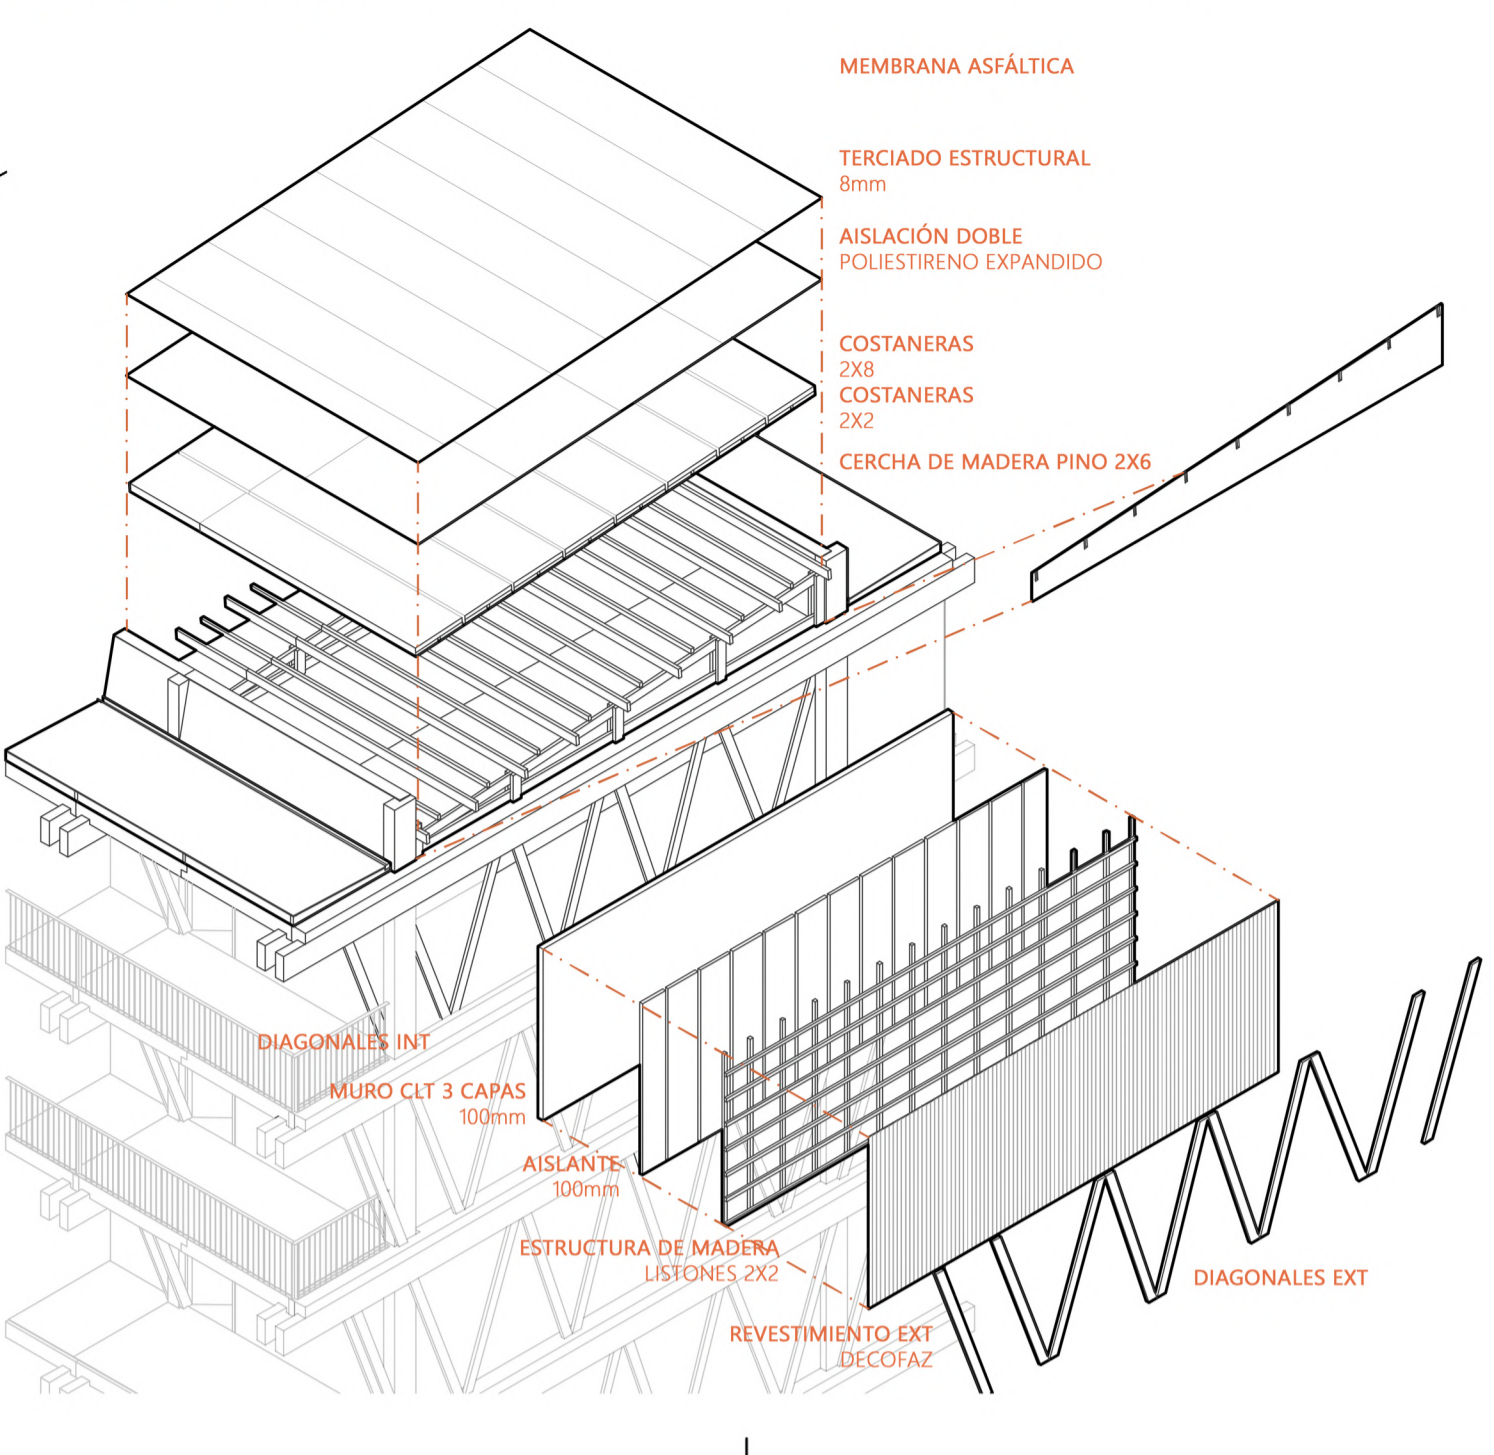 MEMBRANA ASFÁLTICA
TERCIADO ESTRUCTURAL
8mm
AISLACIÓN DOBLE
POLIESTIRENO EXPANDIDO
COSTANERAS
2X8
COSTANERAS
2X2
CERCHA DE MADERA PINO 2X6
DIAGONALES INT
MURO CLT 3 CAPAS
100mm
AISLANTE
100mm
ESTRUCTURA DE MADERA
LISTONES 2X2
DIAGONALES EXT
REVESTIMIENTO EXT
DECOFAZ